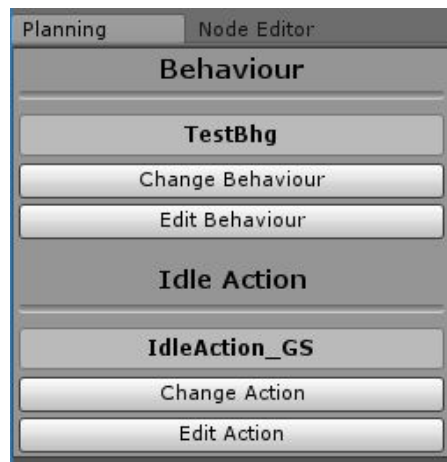 Planning Node Editor
Behaviour
TestBhg
Change Behaviour
Edit Behaviour
Idle Action
IdleAction_GS
Change Action
Edit Action